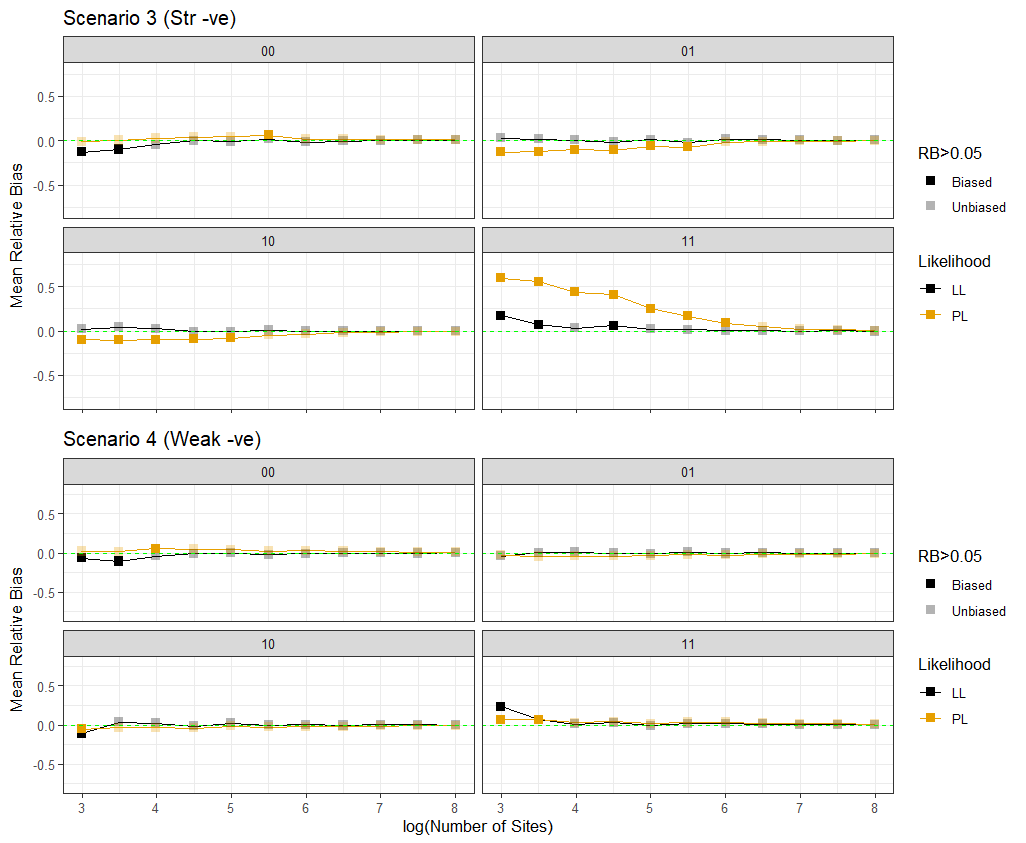 Scenario 3 (Str -ve)
00
01
0.5
0.0
-0.5
10
11
0.5
0.0
-0.5
Mean Relative Bias
RB>0.05
Biased
Unbiased
Likelihood
LL
PL
Scenario 4 (Weak -ve)
00
01
0.5
0.0
-0.5
10
11
0.5
0.0
-0.5
3 4 5 6 7 8 3 4 5 6 7 8
log(Number of Sites)
Mean Relative Bias
RB>0.05
Biased
Unbiased
Likelihood
LL
PL